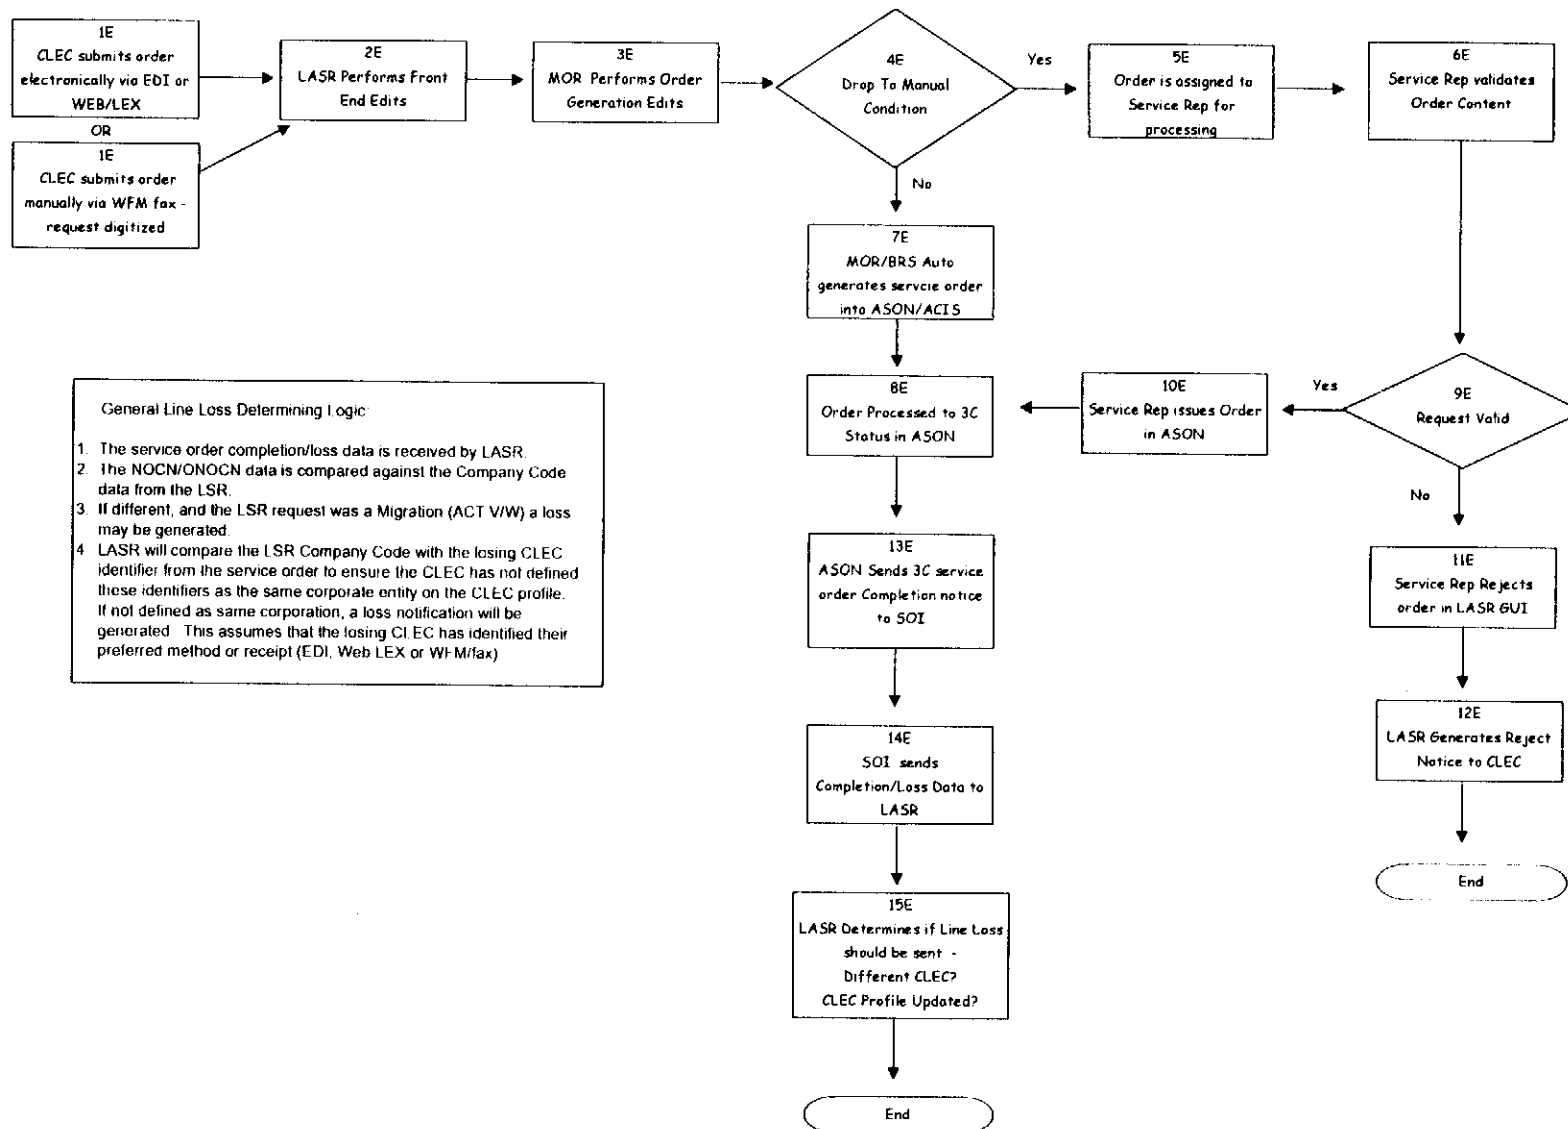 1E
CLEC submits order
electronically via EDI or
WEB/LEX
OR
1E
CLEC submits order
manually via WFM fax -
request digitized
2E
LASR Performs Front
End Edits
3E
MOR Performs Order
Generation Edits
4E
Drop To Manual
Condition
Yes
No
5E
Order is assigned to
Service Rep for
processing
6E
Service Rep validates
Order Content
7E
MOR/BRS Auto
generates servcie order
into ASON/ACIS
8E
Order Processed to 3C
Status in ASON
10E
Service Rep issues Order
in ASON
Yes
9E
Request Valid
No
General Line Loss Determining Logic:
1. The service order completion/loss data is received by LASR.
2. The NOCN/ONOCN data is compared against the Company Code
data from the LSR.
3. If different, and the LSR request was a Migration (ACT V/W) a loss
may be generated.
4 LASR will compare the LSR Company Code with the losing CLEC
identifier from the service order to ensure the CLEC has not defined
these identifiers as the same corporate entity on the CLEC profile.
If not defined as same corporation, a loss notification will be
generated This assumes that the losing CLEC has identified their
preferred method or receipt (EDI, Web LEX or WFM/fax)
13E
ASON Sends 3C service
order Completion notice
to SOI
11E
Service Rep Rejects
order in LASR GUI
14E
SOI sends
Completion/Loss Data to
LASR
12E
LASR Generates Reject
Notice to CLEC
End
15E
LASR Determines if Line Loss
should be sent -
Different CLEC?
CLEC Profile Updated?
End